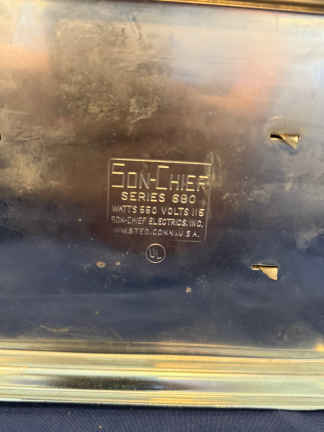 SON-CHIEF
SERIES 680
WATTS 550 VOLTS 115
SON-CHIEF ELECTRICS, INC.
WINSTED, CONN., U.S.A.
UL